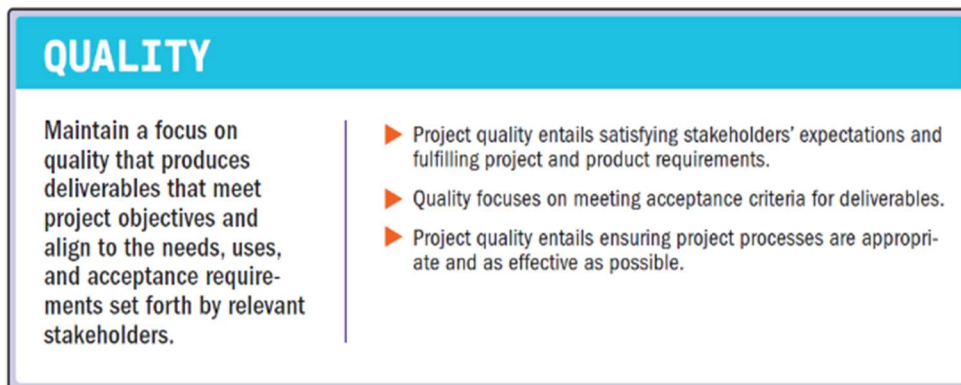 QUALITY
Maintain a focus on
quality that produces
deliverables that meet
project objectives and
align to the needs, uses,
and acceptance require-
ments set forth by relevant
stakeholders.
▶ Project quality entails satisfying stakeholders’ expectations and
fulfilling project and product requirements.
▶ Quality focuses on meeting acceptance criteria for deliverables.
▶ Project quality entails ensuring project processes are appropri-
ate and as effective as possible.